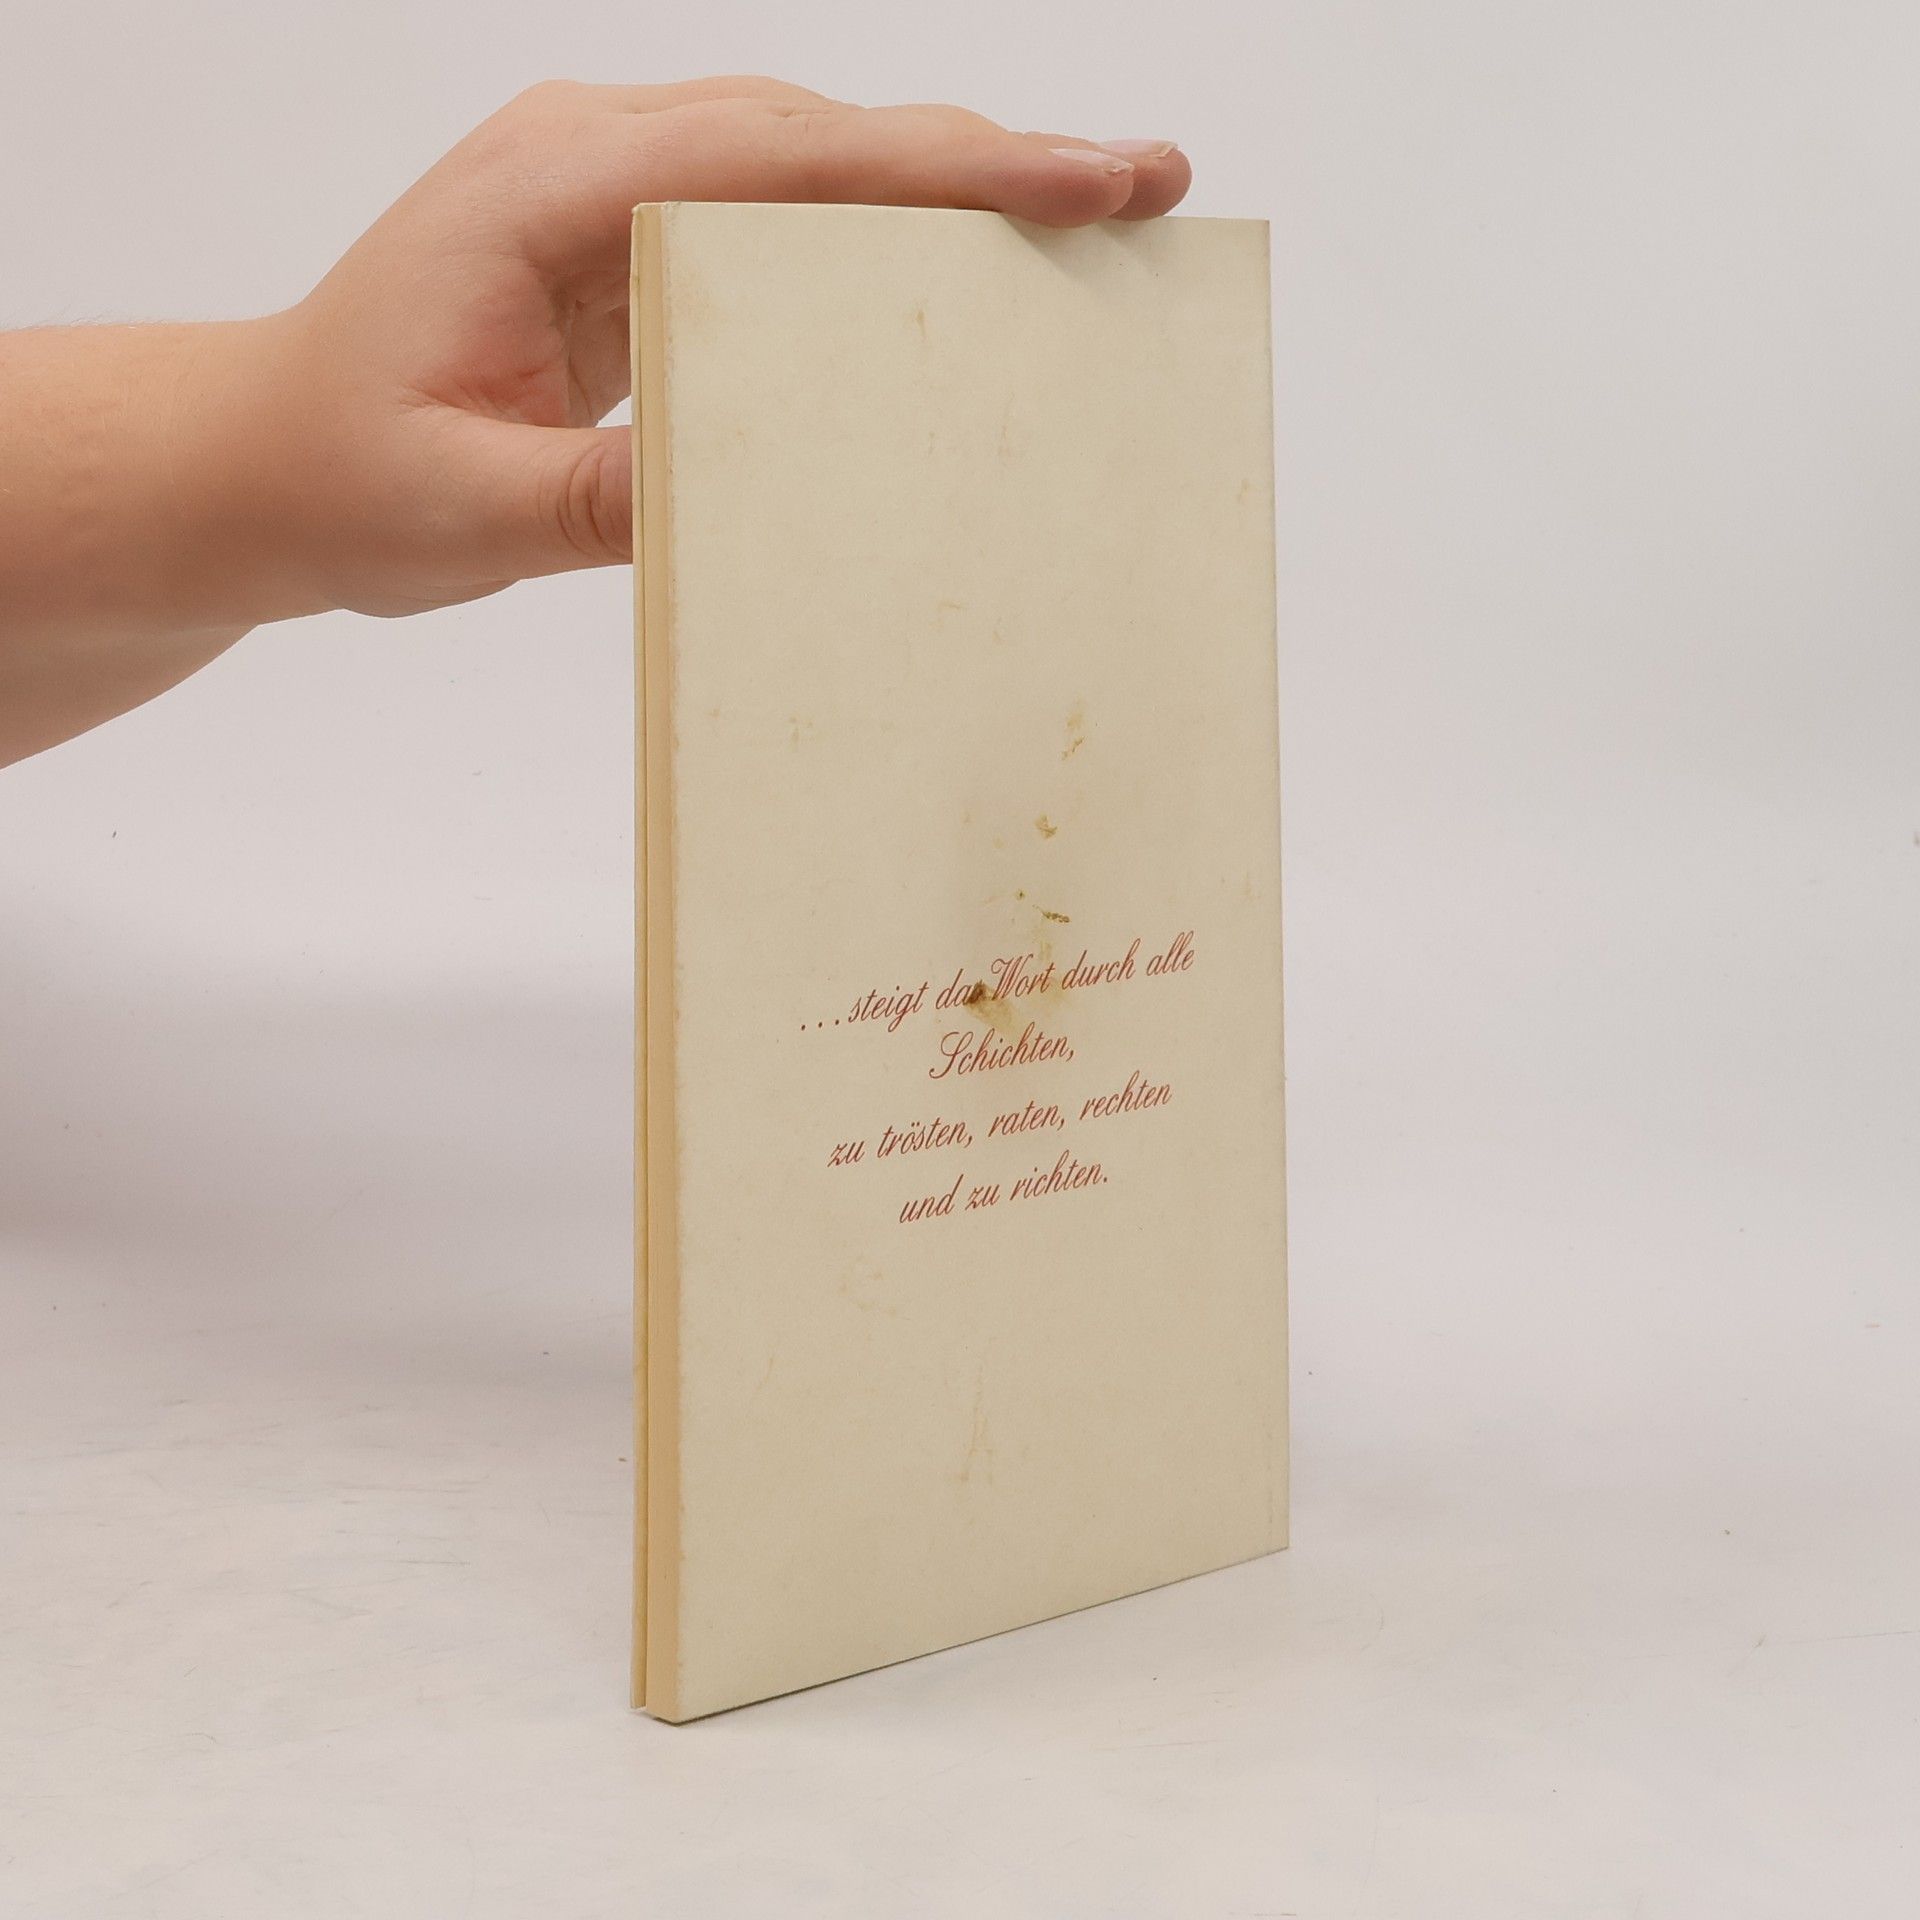 ...steigt das Wort durch alle
Schichten,
zu trösten, raten, rechten
und zu richten.